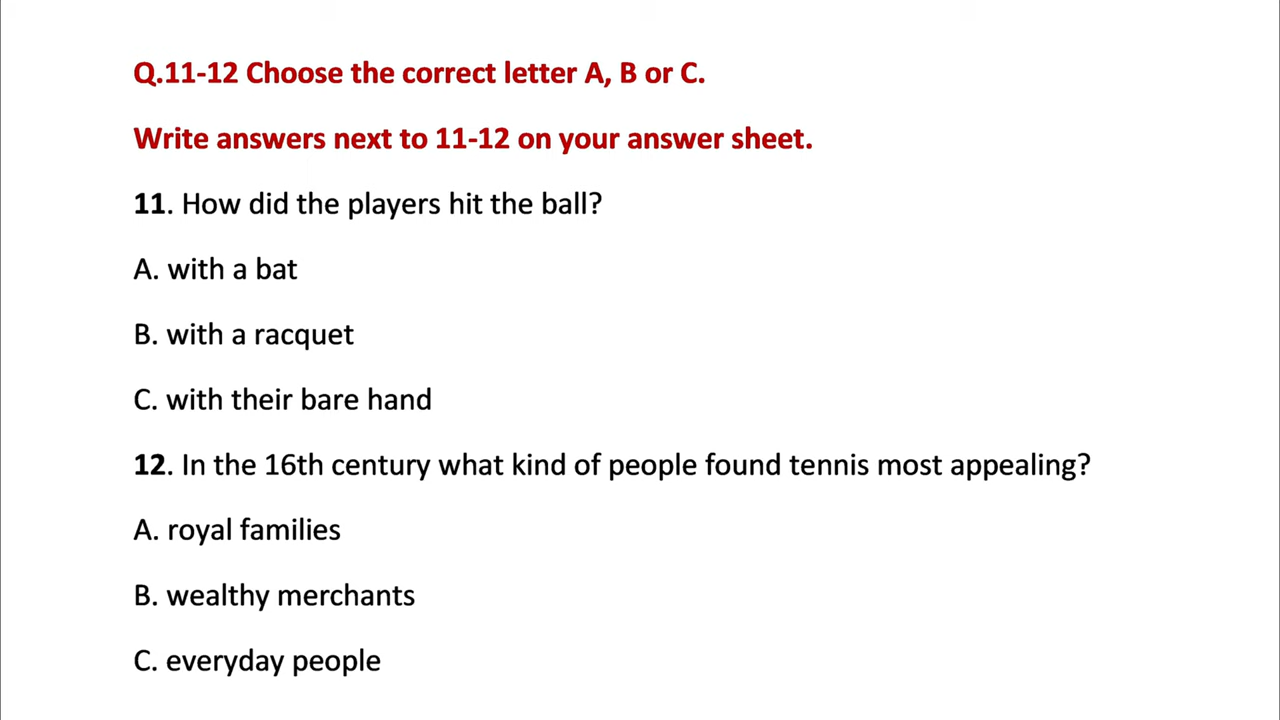 Q.11-12 Choose the correct letter A, B or C.
Write answers next to 11-12 on your answer sheet.
11. How did the players hit the ball?
A. with a bat
B. with a racquet
C. with their bare hand
12. In the 16th century what kind of people found tennis most appealing?
A. royal families
B. wealthy merchants
C. everyday people